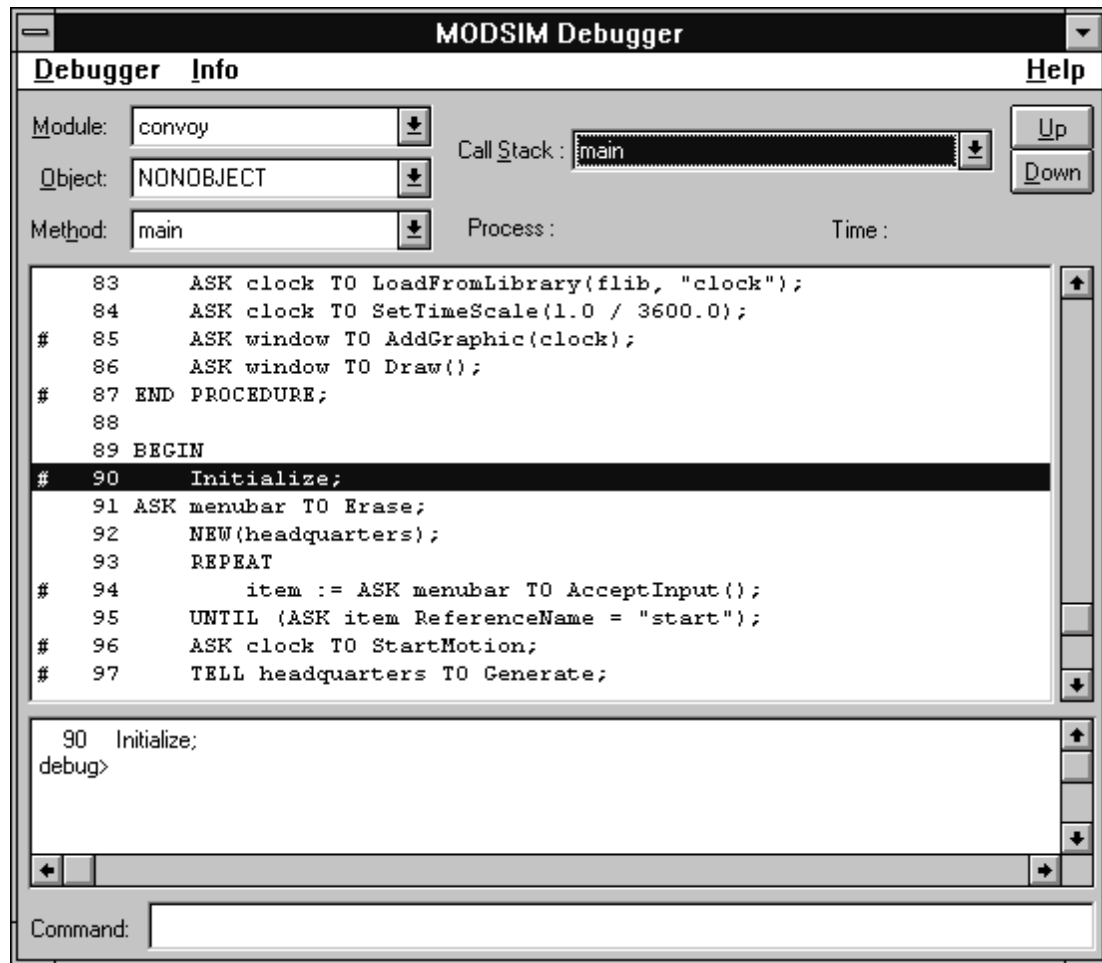 MODSIM Debugger
Debugger Info Help
Module: convoy
Call Stack : main
Up
Object: NONOBJECT
Down
Method: main
Process :
Time :
83 ASK clock TO LoadFromLibrary(flib, "clock");
84 ASK clock TO SetTimeScale(1.0 / 3600.0);
# 85 ASK window TO AddGraphic(clock);
86 ASK window TO Draw();
# 87 END PROCEDURE;
88
89 BEGIN
# 90 Initialize;
91 ASK menubar TO Erase;
92 NEW(headquarters);
93 REPEAT
# 94 item := ASK menubar TO AcceptInput();
95 UNTIL (ASK item ReferenceName = "start");
# 96 ASK clock TO StartMotion;
# 97 TELL headquarters TO Generate;
90 Initialize;
debug>
Command: